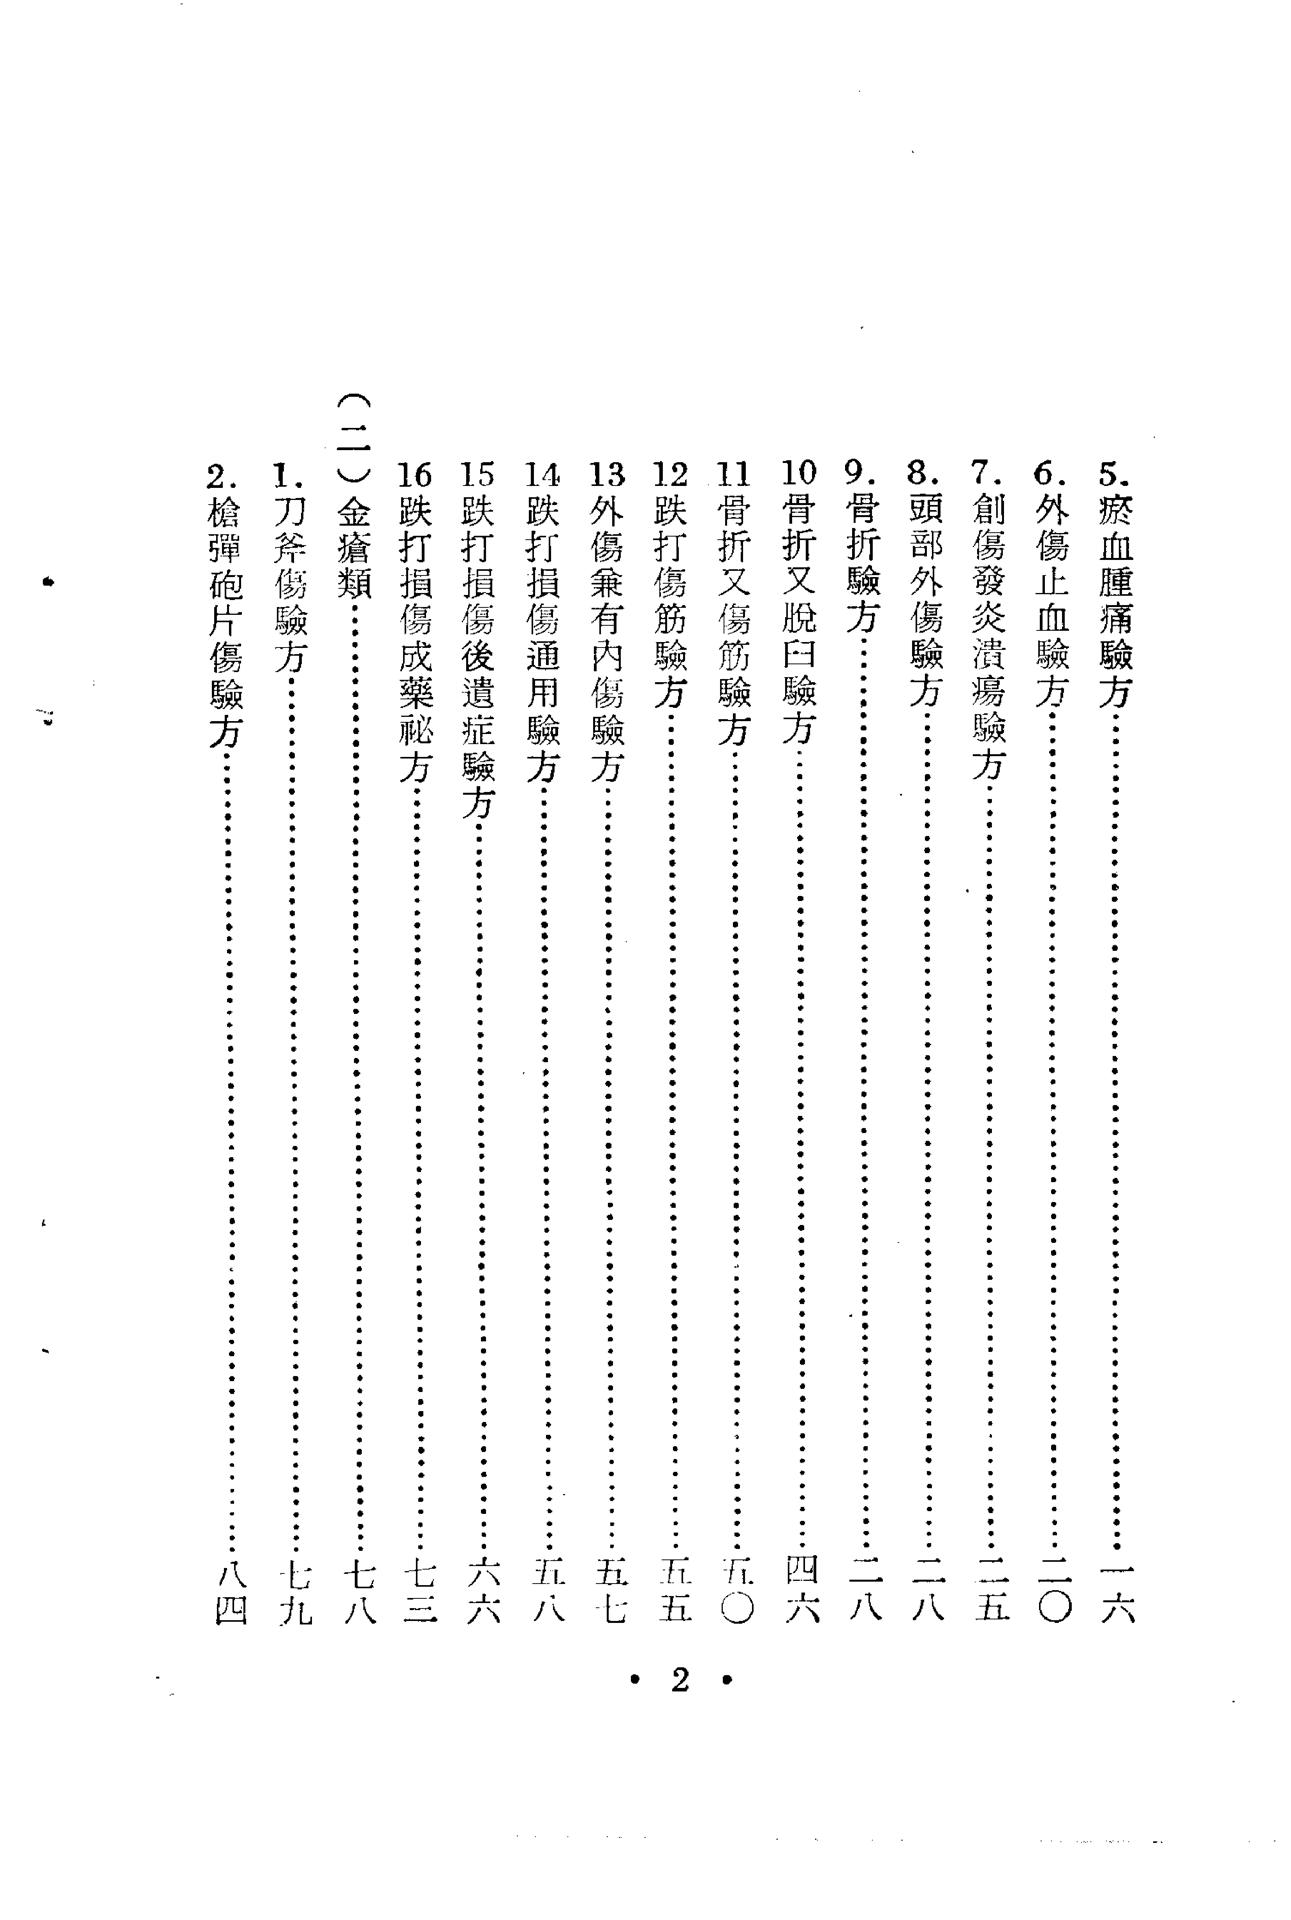 5.瘀血腫痛驗方⋯⋯⋯⋯⋯⋯一六
6.外傷止血驗方⋯⋯⋯⋯⋯⋯二〇
7.創傷發炎潰瘍驗方⋯⋯⋯⋯⋯⋯二五
8.頭部外傷驗方⋯⋯⋯⋯⋯⋯二八
9.骨折驗方⋯⋯⋯⋯⋯⋯二八
10骨折又脫臼驗方⋯⋯⋯⋯⋯⋯四六
11骨折又傷筋驗方⋯⋯⋯⋯⋯⋯五〇
12跌打傷筋驗方⋯⋯⋯⋯⋯⋯五五
13外傷兼有內傷驗方⋯⋯⋯⋯⋯⋯五七
14跌打損傷通用驗方⋯⋯⋯⋯⋯⋯五八
15跌打損傷後遺症驗方⋯⋯⋯⋯⋯⋯六六
16跌打損傷成藥祕方⋯⋯⋯⋯⋯⋯七三
(二)金瘡類⋯⋯⋯⋯⋯⋯七八
1.刀斧傷驗方⋯⋯⋯⋯⋯⋯七九
2.槍彈砲片傷驗方⋯⋯⋯⋯⋯⋯八四
• 2 •